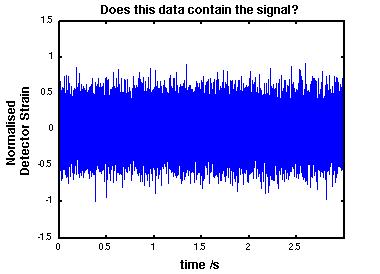 Does this data contain the signal?
1.5
1
0.5
0
-0.5
-1
-1.5
Normalised
Detector Strain
0 0.5 1 1.5 2 2.5
time /s